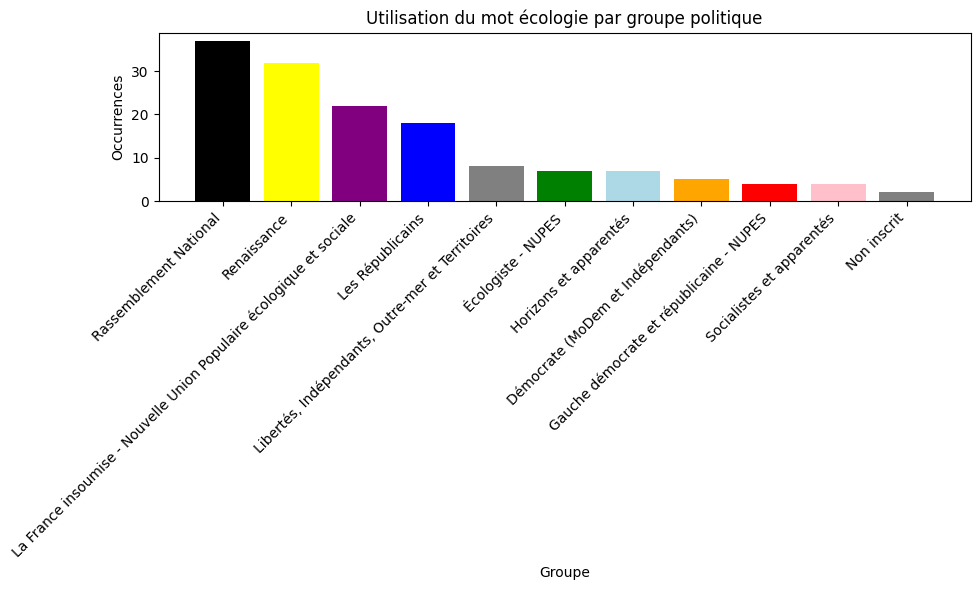 Utilisation du mot écologie par groupe politique
Occurrences
30
20
10
0
Rassemblement National
Renaissance
La France insoumise - Nouvelle Union Populaire écologique et sociale
Les Républicains
Libertés, Indépendants, Outre-mer et Territoires
Écologiste - NUPES
Horizons et apparentés
Démocrate (MoDem et Indépendants)
Gauche démocrate et républicaine - NUPES
Socialistes et apparentés
Non inscrit
Groupe